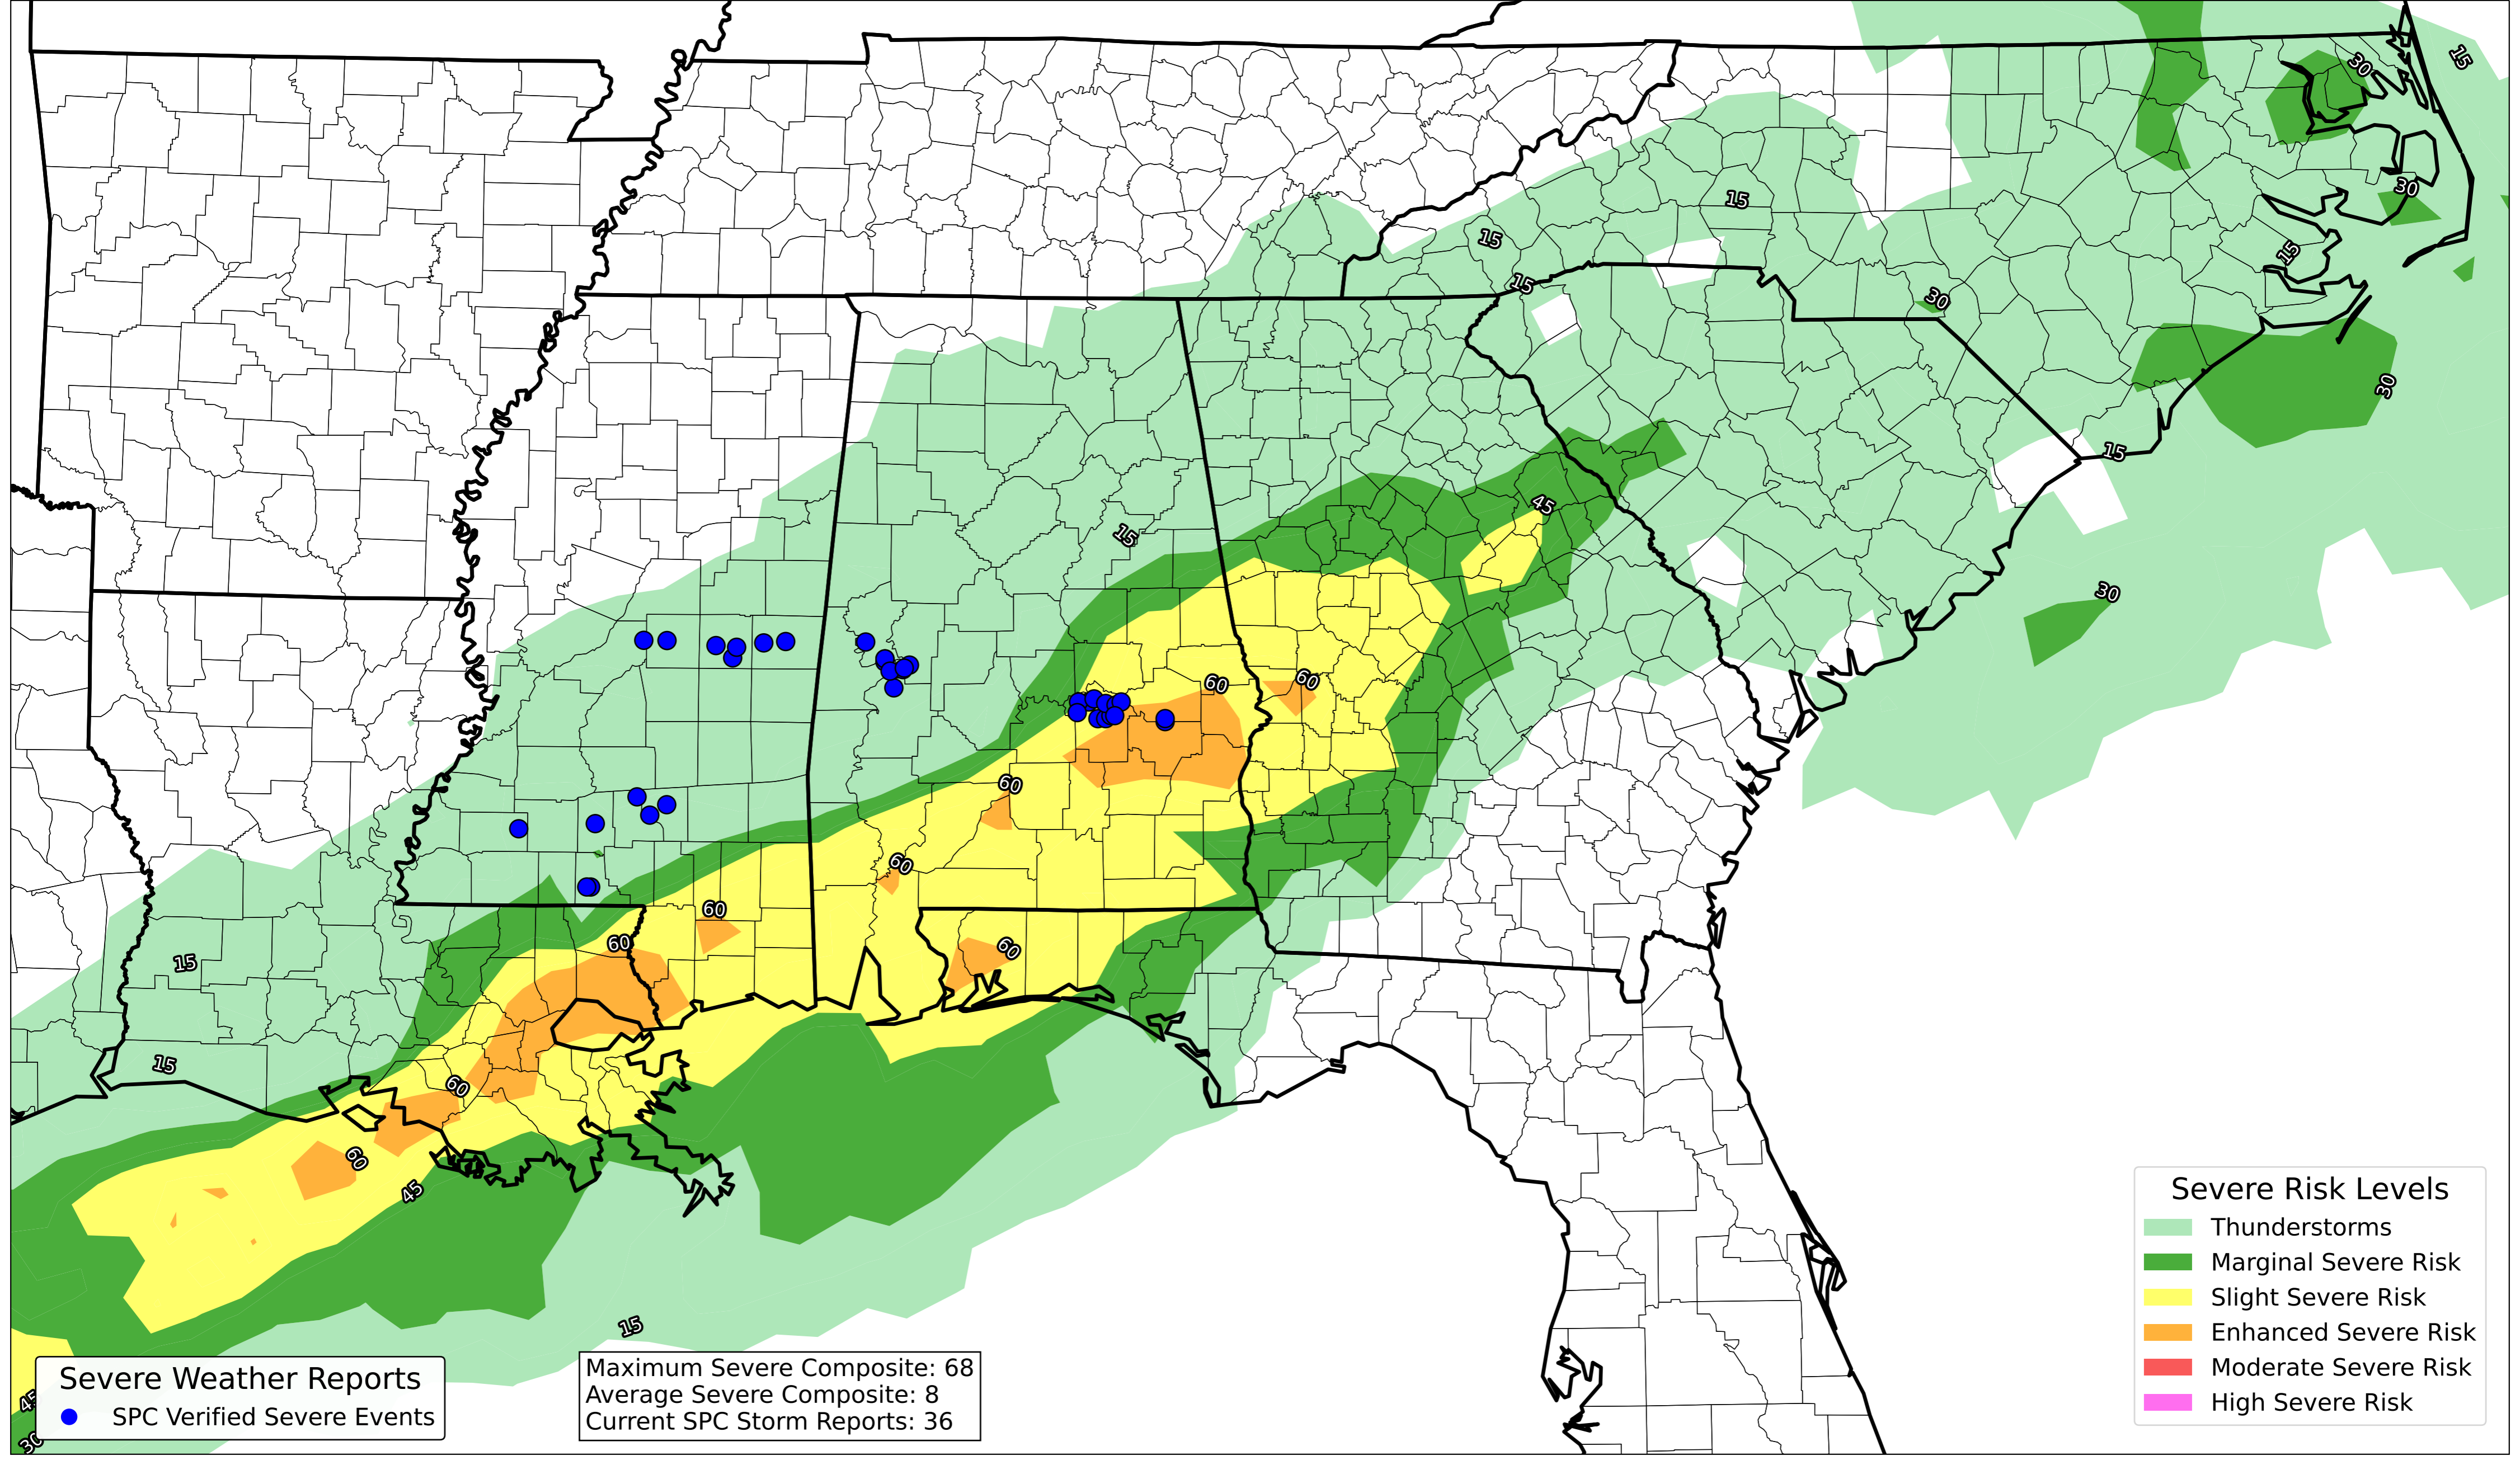 15
30
30
15
15
15
15
30
30
15
45
15
30
60
60
60
60
60
60
60
15
15
60
60
45
15
45
30
Severe Weather Reports
SPC Verified Severe Events
Maximum Severe Composite: 68
Average Severe Composite: 8
Current SPC Storm Reports: 36
Severe Risk Levels
Thunderstorms
Marginal Severe Risk
Slight Severe Risk
Enhanced Severe Risk
Moderate Severe Risk
High Severe Risk